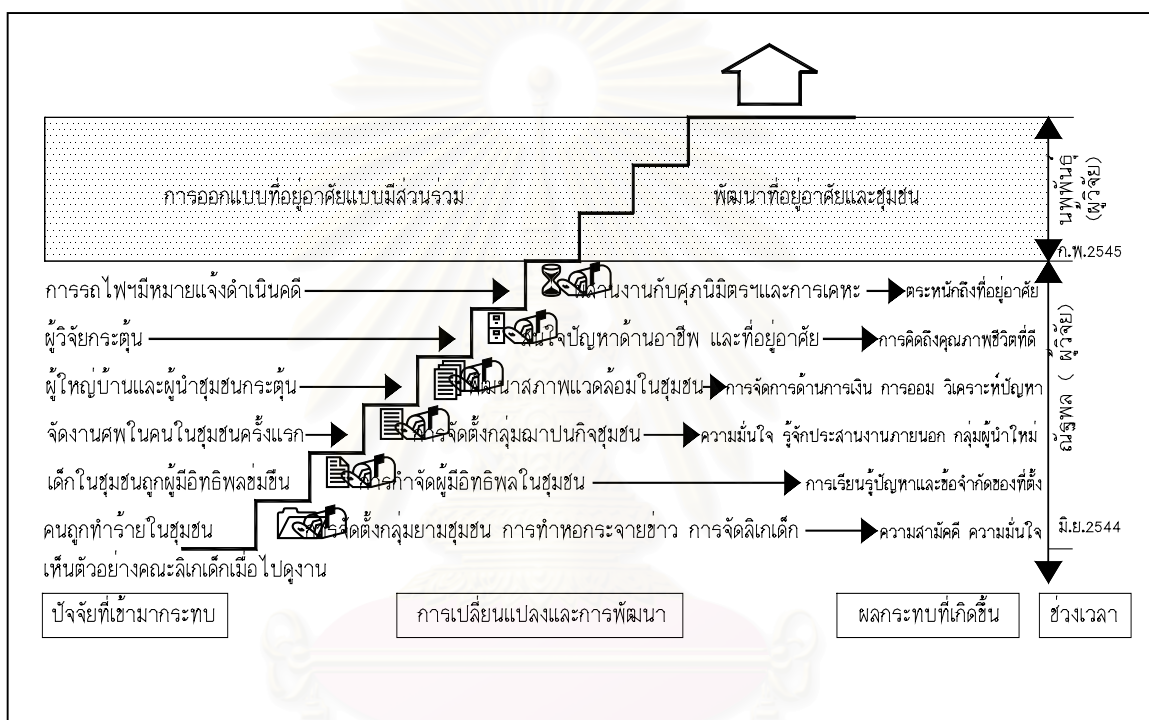 การออกแบบที่อยู่อาศัยแบบมีส่วนร่วม พัฒนาที่อยู่อาศัยและชุมชน
(ผู้วิจัย)
ก.พ.2545
การรถไฟฯมีหมายแจ้งดำเนินคดี งานกับศุภนิมิตรฯและการเคหะ ตระหนักถึงที่อยู่อาศัย
ผู้วิจัยกระตุ้น สนใจปัญหาด้านอาชีพ และที่อยู่อาศัย การคิดถึงคุณภาพชีวิตที่ดี
(ผู้วิจัย)
ผู้ใหญ่บ้านและผู้นำชุมชนกระตุ้น พัฒนาสภาพแวดล้อมในชุมชน การจัดการด้านการเงิน การออม วิเคราะห์ปัญหา
จัดงานศพในคนในชุมชนครั้งแรก การจัดตั้งกลุ่มฌาปนกิจชุมชน ความมั่นใจ รู้จักประสานงานภายนอก กลุ่มผู้นำใหม่
เด็กในชุมชนถูกผู้มีอิทธิพลข่มขืน การกำจัดผู้มีอิทธิพลในชุมชน การเรียนรู้ปัญหาและข้อจำกัดของที่ตั้ง
คนถูกทำร้ายในชุมชน การจัดตั้งกลุ่มยามชุมชน การทำหอกระจายข่าว การจัดลิเกเด็ก ความสามัคคี ความมั่นใจ มิ.ย.2544
เห็นตัวอย่างคณะลิเกเด็กเมื่อไปดูงาน
ปัจจัยที่เข้ามากระทบ การเปลี่ยนแปลงและการพัฒนา ผลกระทบที่เกิดขึ้น ช่วงเวลา